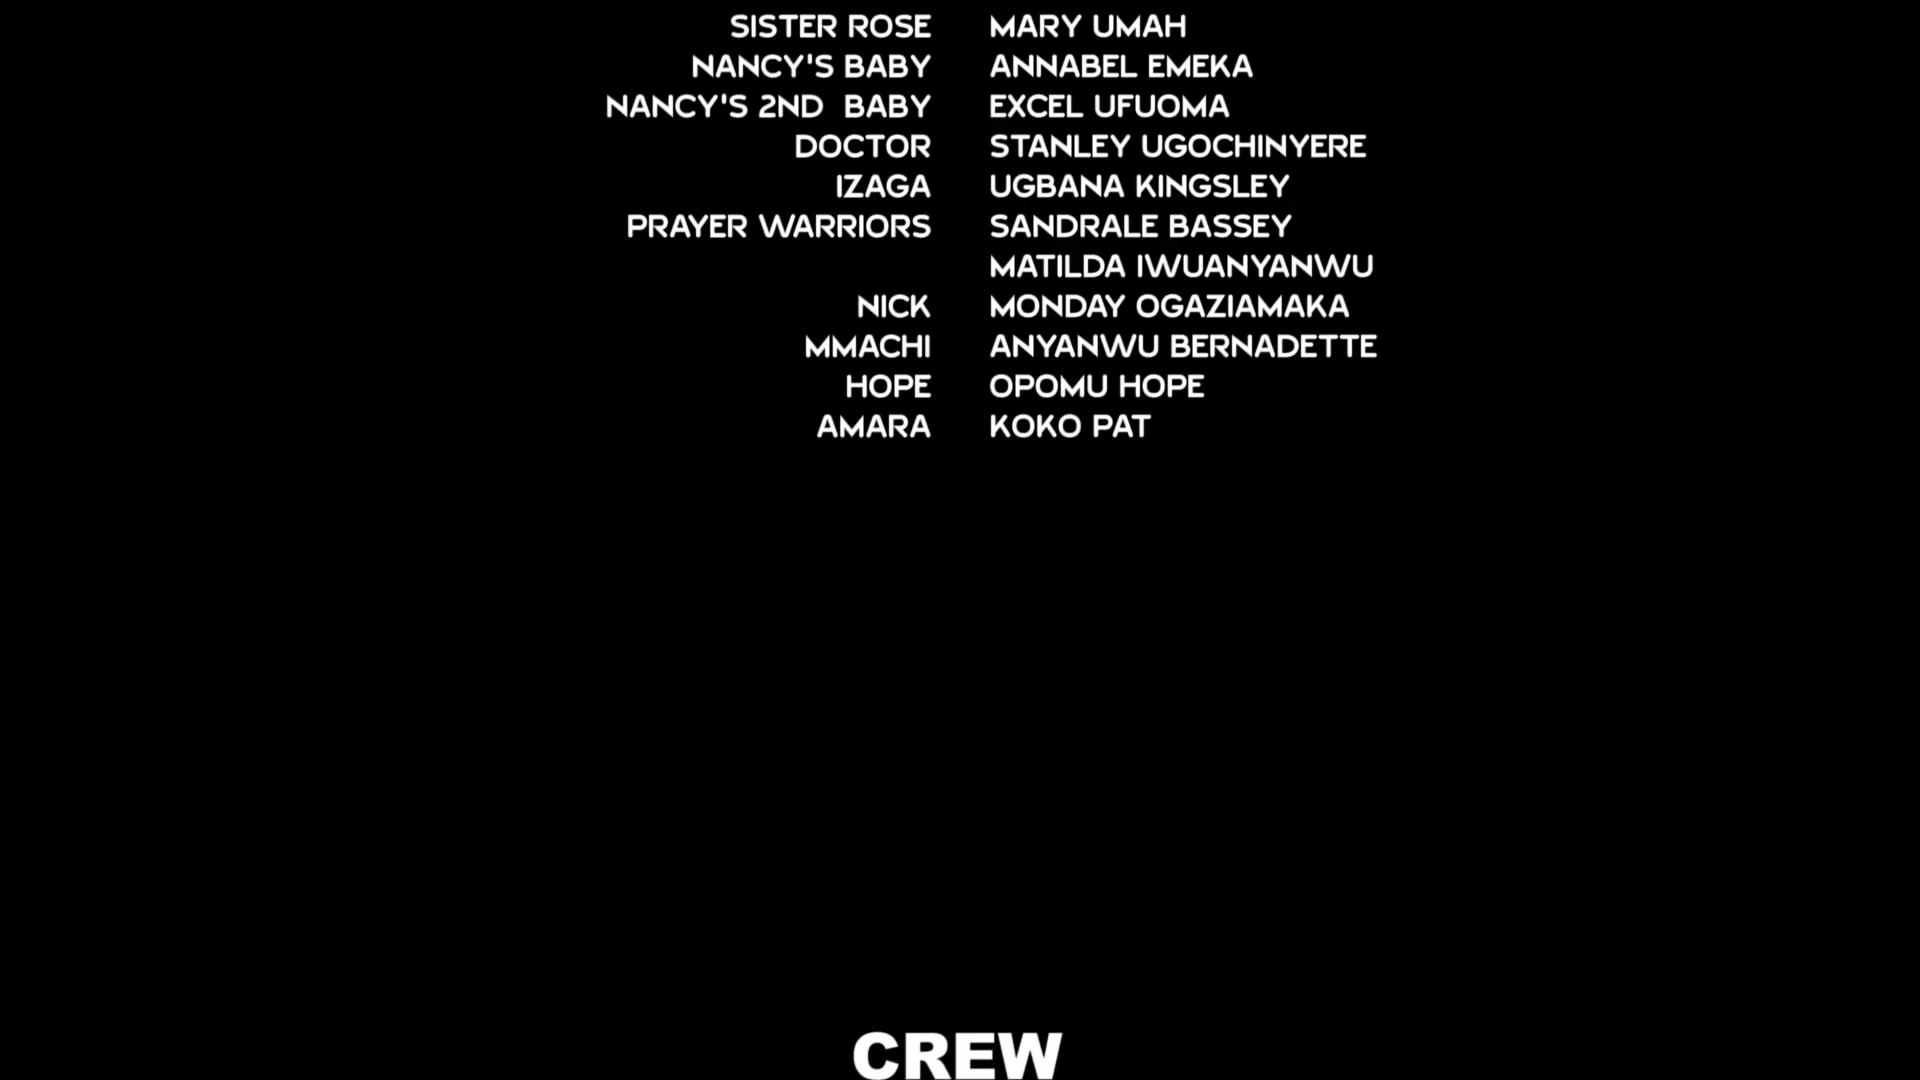 SISTER ROSE MARY UMAH
NANCY'S BABY ANNABEL EMEKA
NANCY'S 2ND BABY EXCEL UFUOMA
DOCTOR STANLEY UGOCHINYERE
IZAGA UGBANA KINGSLEY
PRAYER WARRIORS SANDRALE BASSEY
MATILDA IWUANYANWU
NICK MONDAY OGAZIAMAKA
MMACHI ANYANWU BERNADETTE
HOPE OPOMU HOPE
AMARA KOKO PAT
CREW